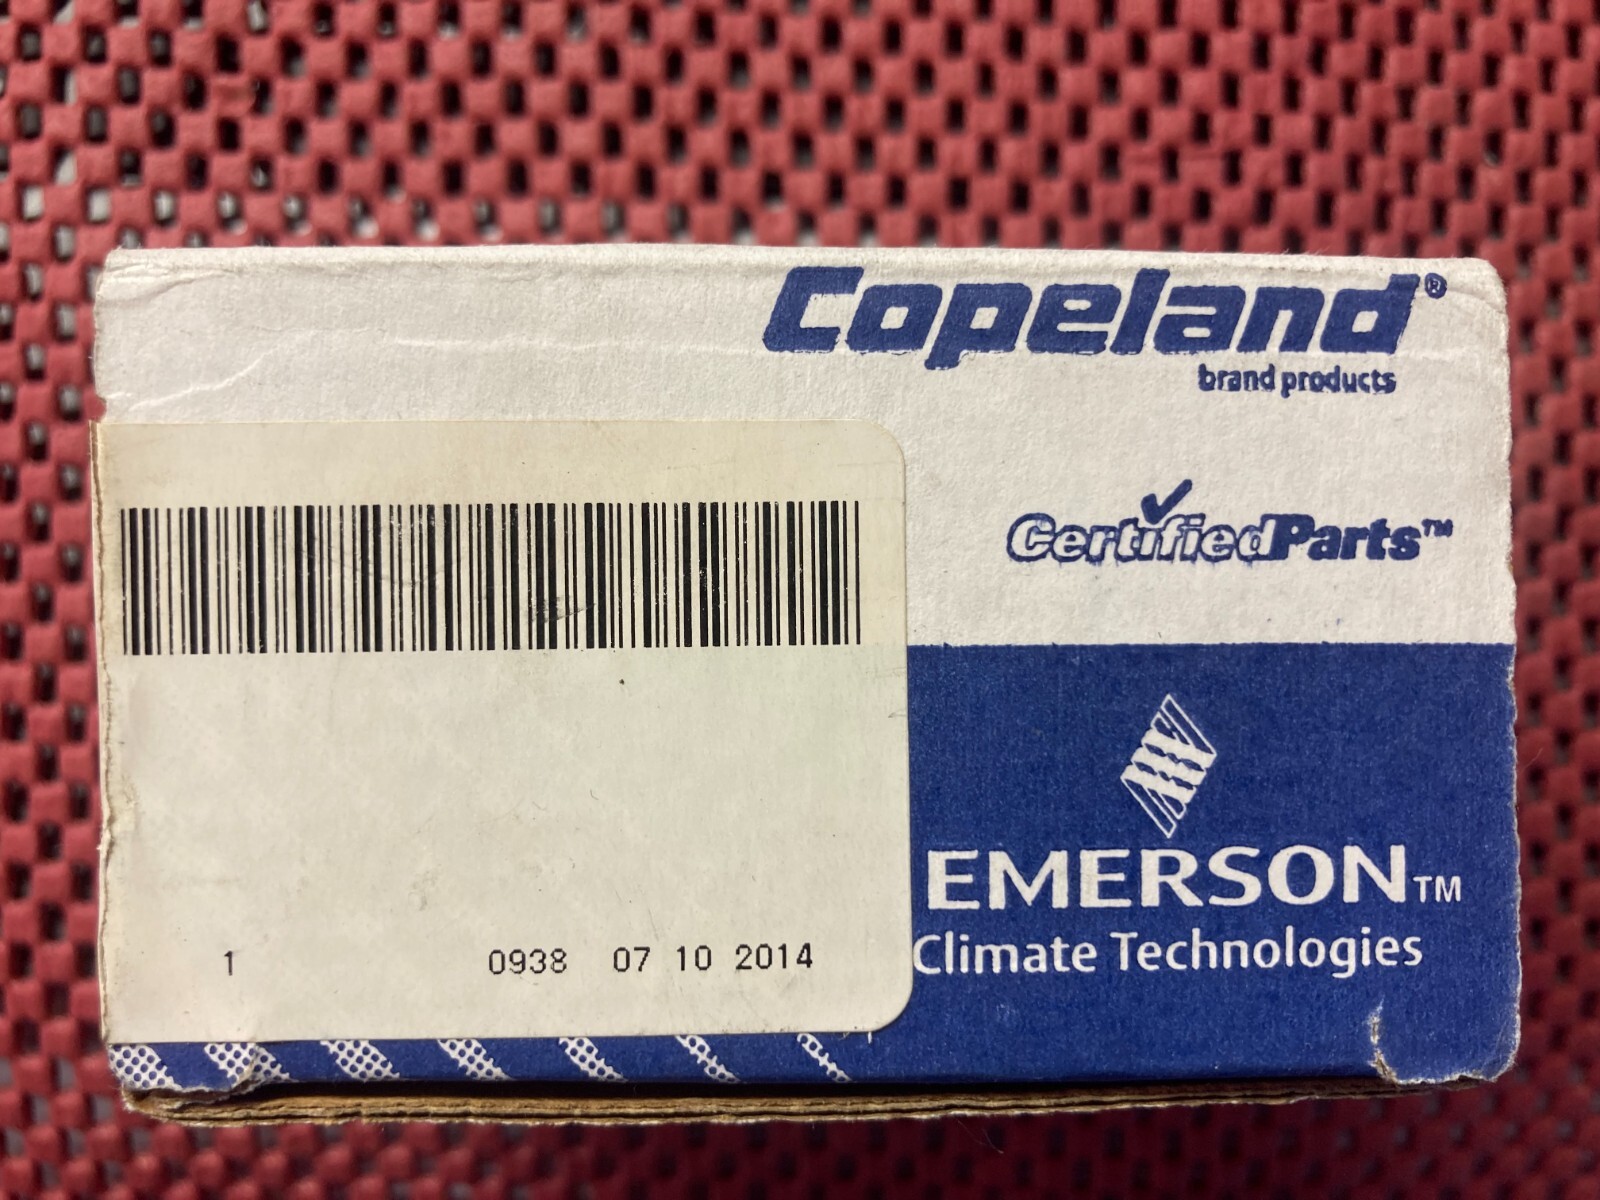 Copeland®
brand products
CertifiedParts™
EMERSON™
Climate Technologies
1 0938 07 10 2014